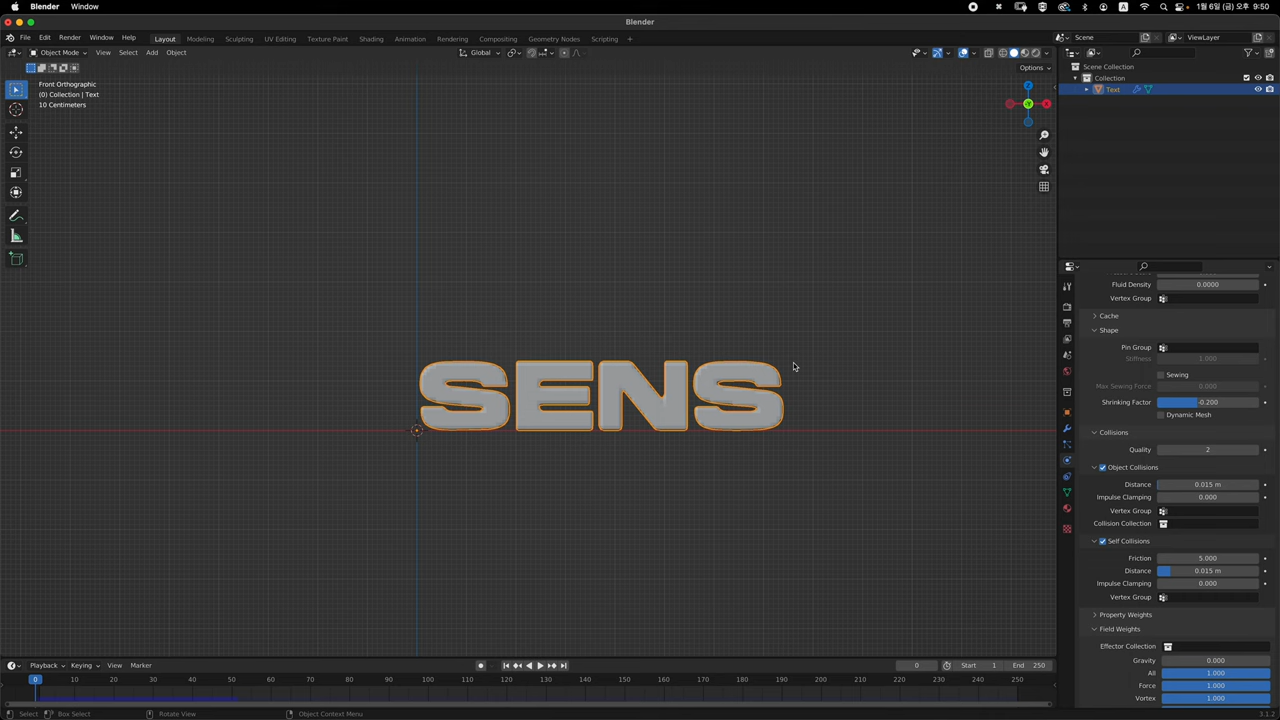 Blender Window
A 1월 6일(금) 오후 9:50
Blender
File Edit Render Window Help Layout Modeling Sculpting UV Editing Texture Paint Shading Animation Rendering Compositing Geometry Nodes Scripting + Scene ViewLayer
Object Mode View Select Add Object Global
Options
Front Orthographic
(0) Collection | Text
10 Centimeters
Scene Collection
Collection
Text
X
Z
SENS
Fluid Density 0.0000
Vertex Group
Cache
Shape
Pin Group
Stiffness 1.000
Sewing
Max Sewing Force 0.000
Shrinking Factor -0.200
Dynamic Mesh
Collisions
Quality 2
Object Collisions
Distance 0.015 m
Impulse Clamping 0.000
Vertex Group
Collision Collection
Self Collisions
Friction 5.000
Distance 0.015 m
Impulse Clamping 0.000
Vertex Group
Property Weights
Field Weights
Effector Collection
Gravity 0.000
All 1.000
Force 1.000
Vortex 1.000
Playback Keying View Marker 0 Start 1 End 250
0 10 20 30 40 50 60 70 80 90 100 110 120 130 140 150 160 170 180 190 200 210 220 230 240 250
Select Box Select Rotate View Object Context Menu 3.1.2